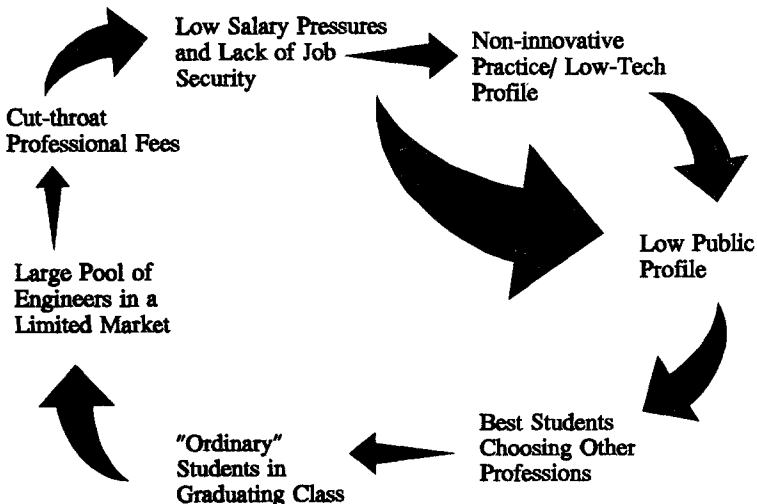 Low Salary Pressures
and Lack of Job
Security
Non-innovative
Practice/ Low-Tech
Profile
Low Public
Profile
Best Students
Choosing Other
Professions
"Ordinary"
Students in
Graduating Class
Large Pool of
Engineers in a
Limited Market
Cut-throat
Professional Fees